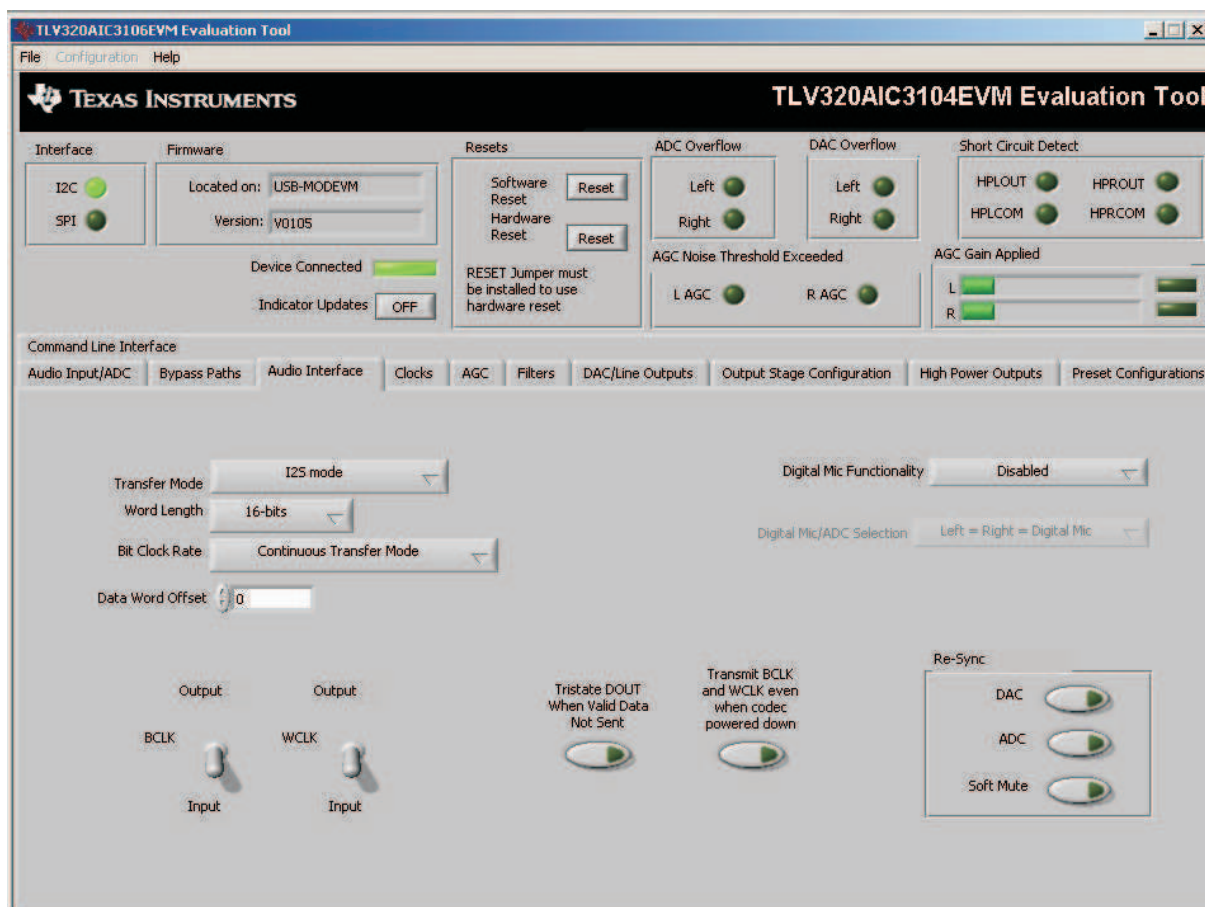 TLV320AIC3106EVM Evaluation Tool
File Configuration Help
TEXAS INSTRUMENTS
TLV320AIC3104EVM Evaluation Tool
Interface
I2C
SPI
Firmware
Located on: USB-MODEVM
Version: V0105
Device Connected
Indicator Updates OFF
Resets
Software
Reset
Reset
Hardware
Reset
Reset
RESET Jumper must
be installed to use
hardware reset
ADC Overflow
Left
Right
DAC Overflow
Left
Right
Short Circuit Detect
HPLOUT HPROUT
HPLCOM HPRCOM
AGC Noise Threshold Exceeded
L AGC R AGC
AGC Gain Applied
L
R
Command Line Interface
Audio Input/ADC Bypass Paths Audio Interface Clocks AGC Filters DAC/Line Outputs Output Stage Configuration High Power Outputs Preset Configurations
Transfer Mode I2S mode
Word Length 16-bits
Bit Clock Rate Continuous Transfer Mode
Data Word Offset 0
Digital Mic Functionality Disabled
Digital Mic/ADC Selection Left = Right = Digital Mic
Output
BCLK
Input
Output
WCLK
Input
Tristate DOUT
When Valid Data
Not Sent
Transmit BCLK
and WCLK even
when codec
powered down
Re-Sync
DAC
ADC
Soft Mute